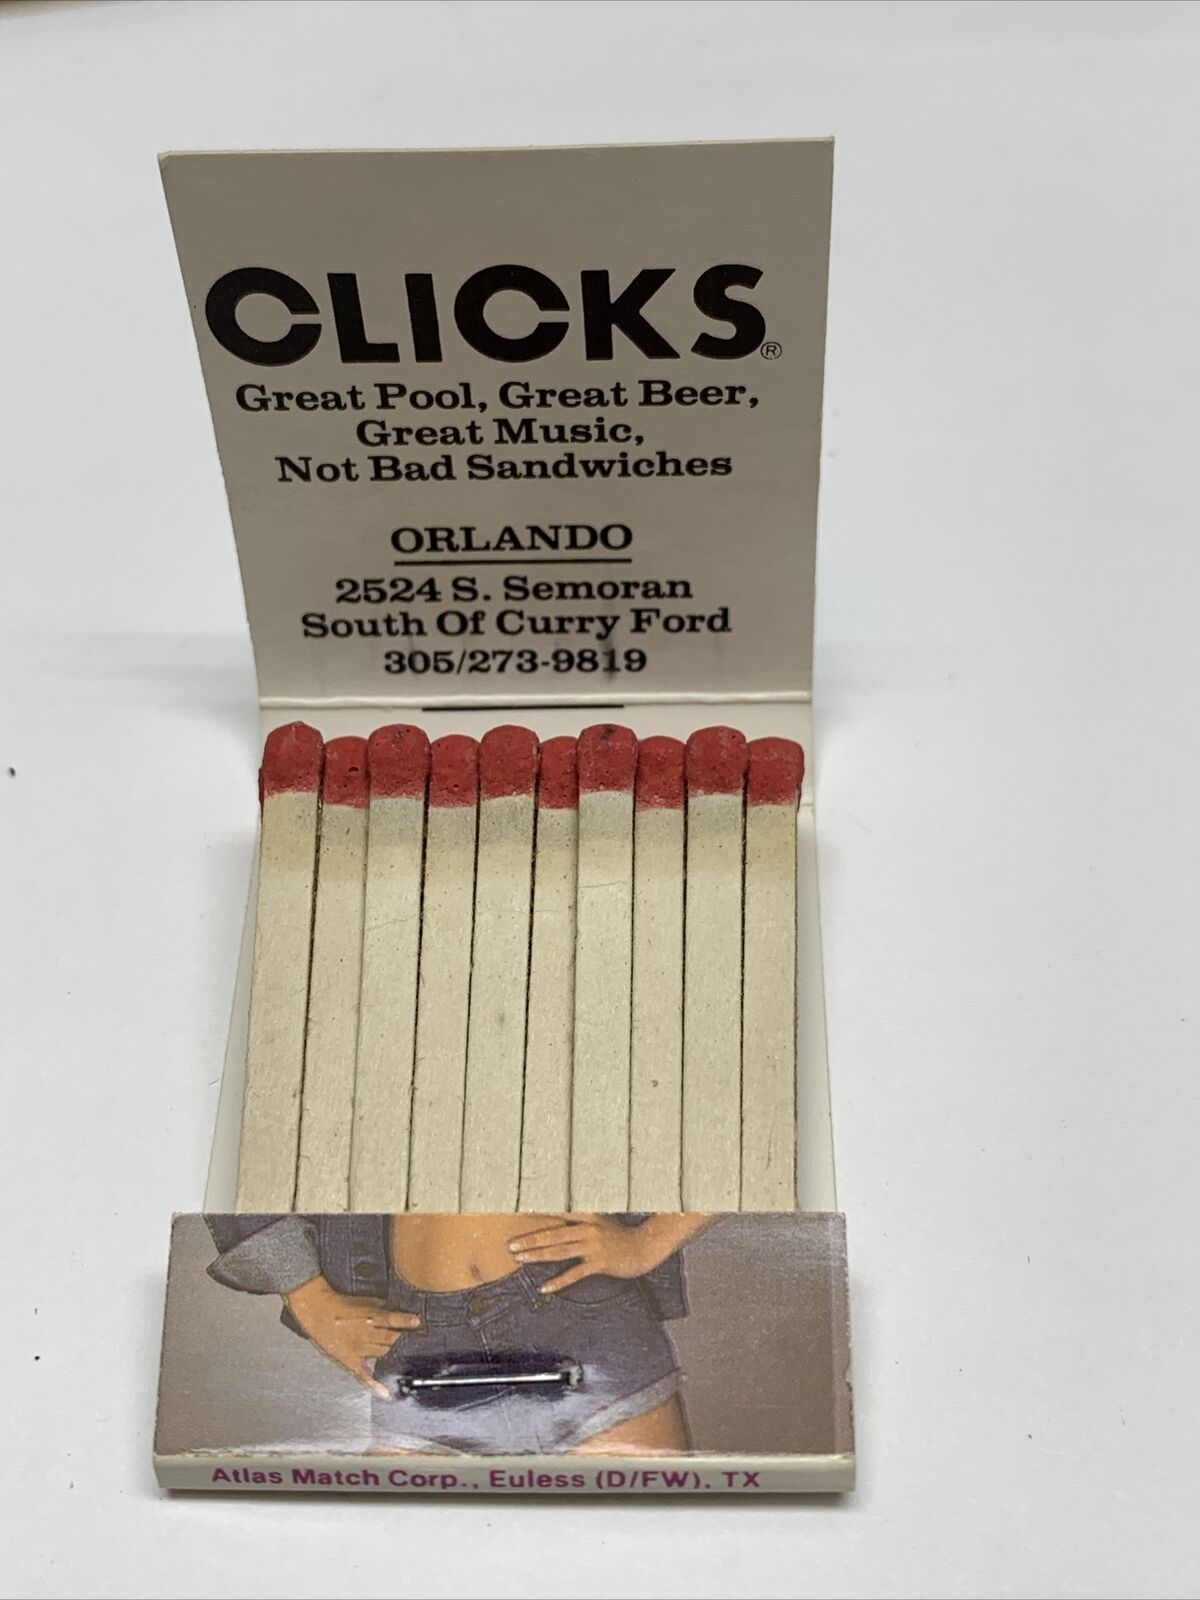 CLICKS®
Great Pool, Great Beer,
Great Music,
Not Bad Sandwiches
ORLANDO
2524 S. Semoran
South Of Curry Ford
305/273-9819
Atlas Match Corp., Euless (D/FW), TX